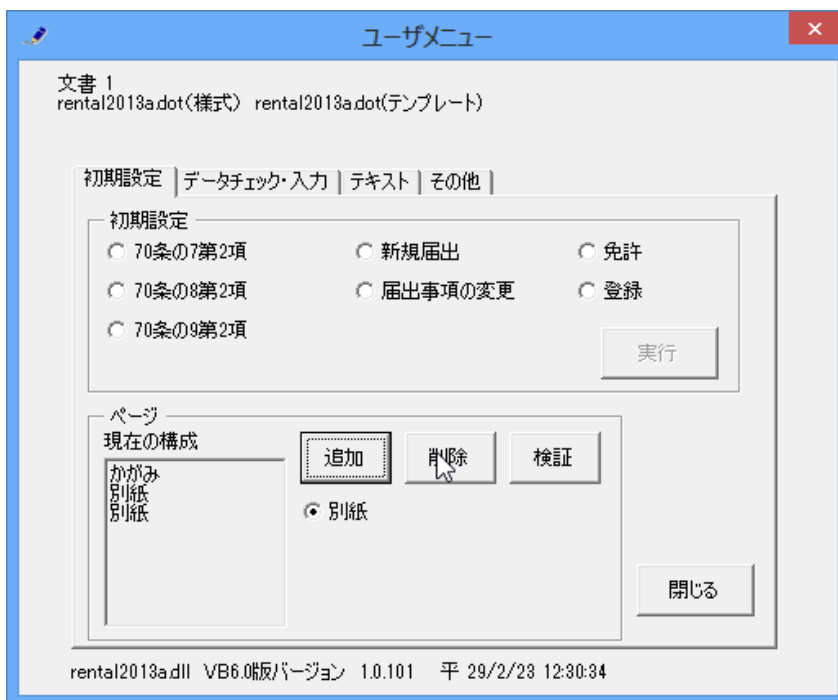 ユーザメニュー
文書 1
rental2013a.dot(様式) rental2013a.dot(テンプレート)
初期設定 データチェック・入力 テキスト その他
初期設定
70条の7第2項 新規届出 免許
70条の8第2項 届出事項の変更 登録
70条の9第2項
実行
ページ
現在の構成
追加 削除 検証
かがみ
別紙
別紙
別紙
閉じる
rental2013a.dll VB6.0版バージョン 1.0.101 平 29/2/23 12:30:34